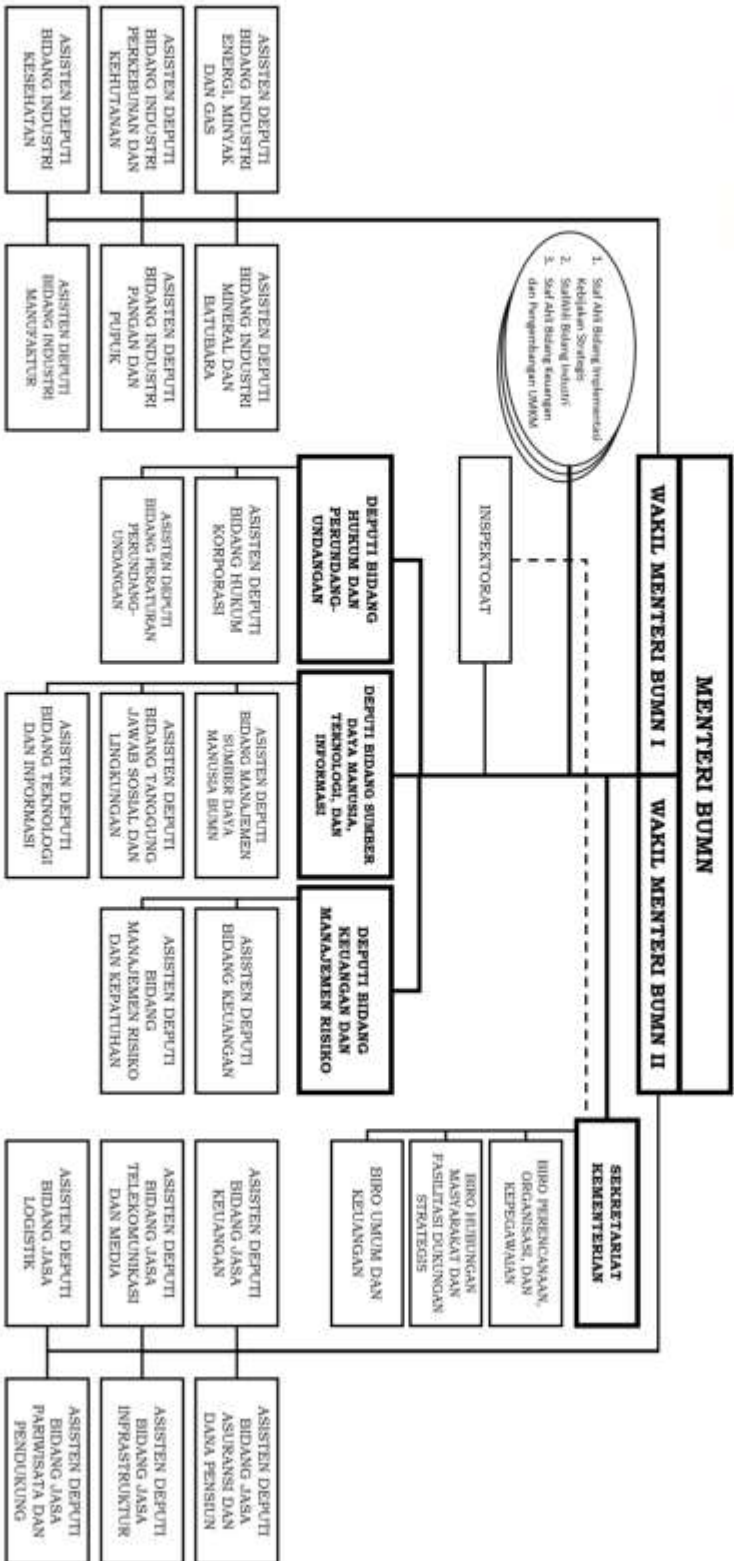 MENTERI BUMN
WAKIL MENTERI BUMN I
WAKIL MENTERI BUMN II
1. Staf Ahli Bidang Implementasi
Kebijakan Strategis
2. Staf Ahli Bidang Industri
3. Staf Ahli Bidang Keuangan
dan Pengembangan UMKM
INSPEKTORAT
SEKRETARIAT
KEMENTERIAN
BIRO PERENCANAAN,
ORGANISASI, DAN
KEPEGAWAIAN
BIRO HUBUNGAN
MASYARAKAT DAN
FASILITASI DUKUNGAN
STRATEGIS
BIRO UMUM DAN
KEUANGAN
DEPUTI BIDANG
HUKUM DAN
PERUNDANG-
UNDANGAN
ASISTEN DEPUTI
BIDANG HUKUM
KORPORASI
ASISTEN DEPUTI
BIDANG PERATURAN
PERUNDANG-
UNDANGAN
DEPUTI BIDANG SUMBER
DAYA MANUSIA,
TEKNOLOGI, DAN
INFORMASI
ASISTEN DEPUTI
BIDANG MANAJEMEN
SUMBER DAYA
MANUSIA BUMN
ASISTEN DEPUTI
BIDANG TANGGUNG
JAWAB SOSIAL DAN
LINGKUNGAN
ASISTEN DEPUTI
BIDANG TEKNOLOGI
DAN INFORMASI
DEPUTI BIDANG
KEUANGAN DAN
MANAJEMEN RISIKO
ASISTEN DEPUTI
BIDANG KEUANGAN
ASISTEN DEPUTI
BIDANG
MANAJEMEN RISIKO
DAN KEPATUHAN
ASISTEN DEPUTI
BIDANG INDUSTRI
ENERGI, MINYAK
DAN GAS
ASISTEN DEPUTI
BIDANG INDUSTRI
MINERAL DAN
BATUBARA
ASISTEN DEPUTI
BIDANG INDUSTRI
PERKEBUNAN DAN
KEHUTANAN
ASISTEN DEPUTI
BIDANG INDUSTRI
PANGAN DAN
PUPUK
ASISTEN DEPUTI
BIDANG INDUSTRI
KESEHATAN
ASISTEN DEPUTI
BIDANG INDUSTRI
MANUFAKTUR
ASISTEN DEPUTI
BIDANG JASA
KEUANGAN
ASISTEN DEPUTI
BIDANG JASA
ASURANSI DAN
DANA PENSIUN
ASISTEN DEPUTI
BIDANG JASA
TELEKOMUNIKASI
DAN MEDIA
ASISTEN DEPUTI
BIDANG JASA
INFRASTRUKTUR
ASISTEN DEPUTI
BIDANG JASA
LOGISTIK
ASISTEN DEPUTI
BIDANG JASA
PARIWISATA DAN
PENDUKUNG